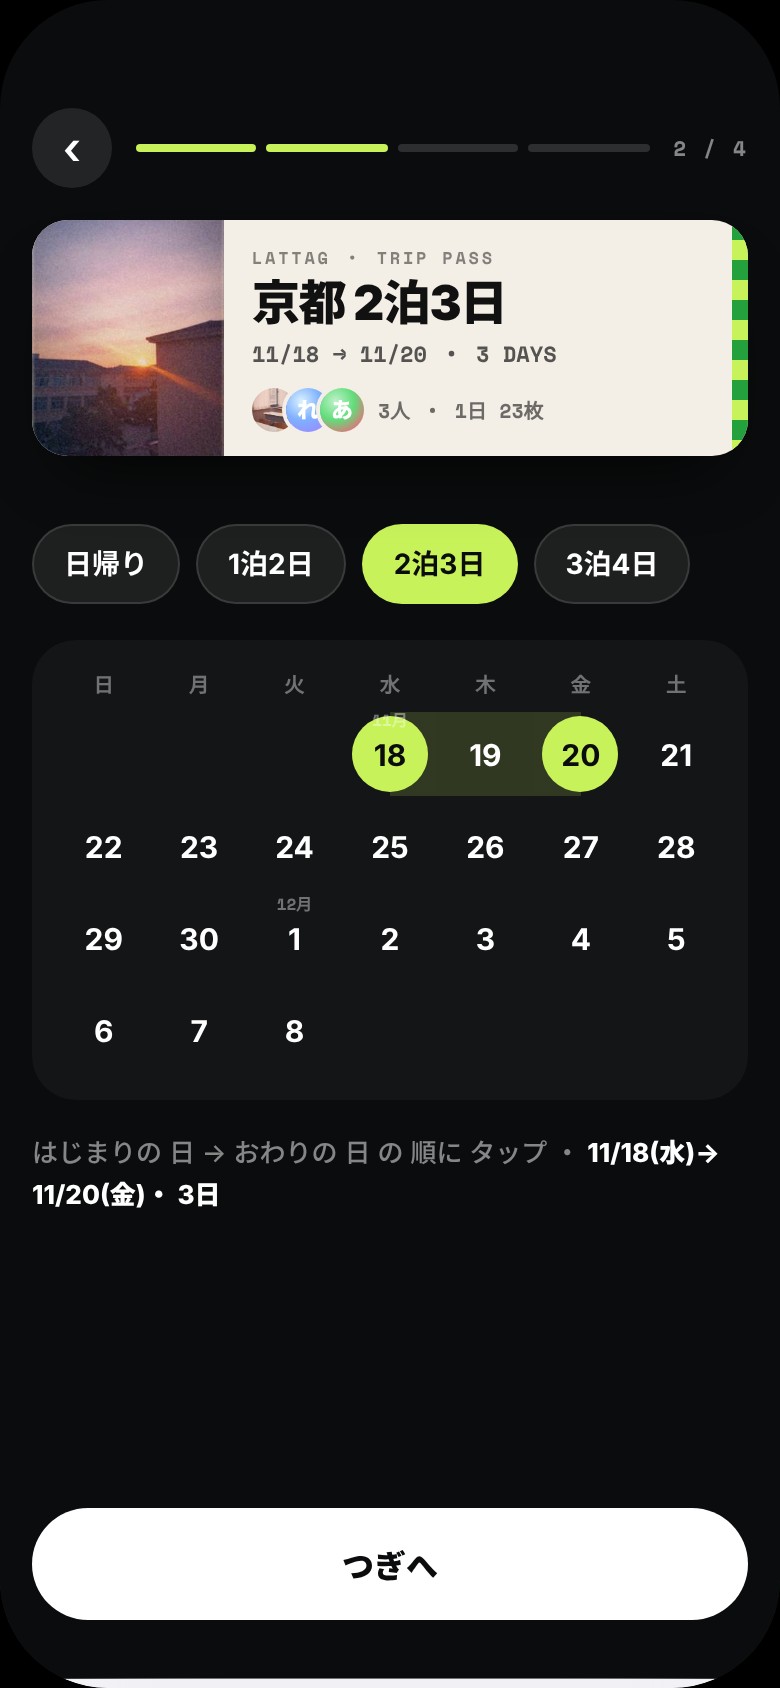 2 / 4
LATTAG • TRIP PASS
京都 2泊3日
11/18 → 11/20 • 3 DAYS
れ あ 3人 • 1日 23枚
日帰り 1泊2日 2泊3日 3泊4日
日 月 火 水 木 金 土
11月
18 19 20 21
22 23 24 25 26 27 28
12月
29 30 1 2 3 4 5
6 7 8
はじまりの 日 → おわりの 日 の 順に タップ • 11/18(水)→
11/20(金)• 3日
つぎへ